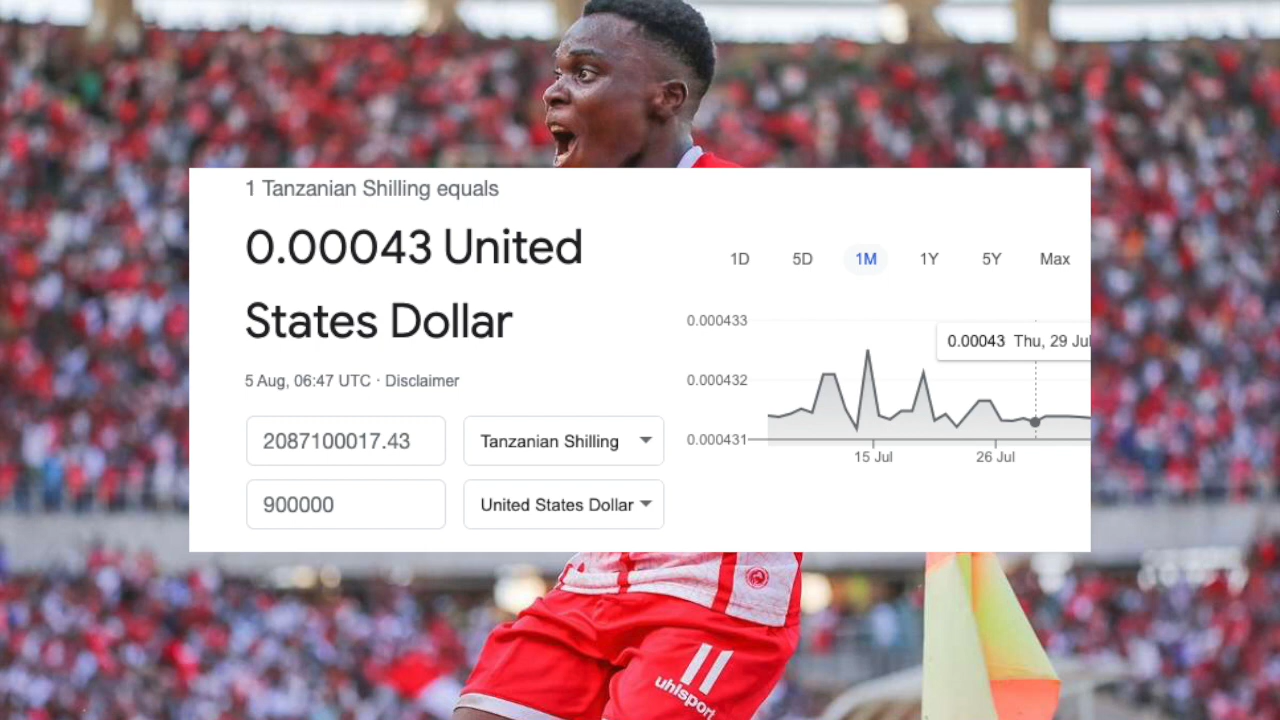 1 Tanzanian Shilling equals
0.00043 United
States Dollar
5 Aug, 06:47 UTC · Disclaimer
2087100017.43 Tanzanian Shilling
900000 United States Dollar
1D 5D 1M 1Y 5Y Max
0.000433
0.00043 Thu, 29 Jul
0.000432
0.000431
15 Jul 26 Jul
11
uhlsport